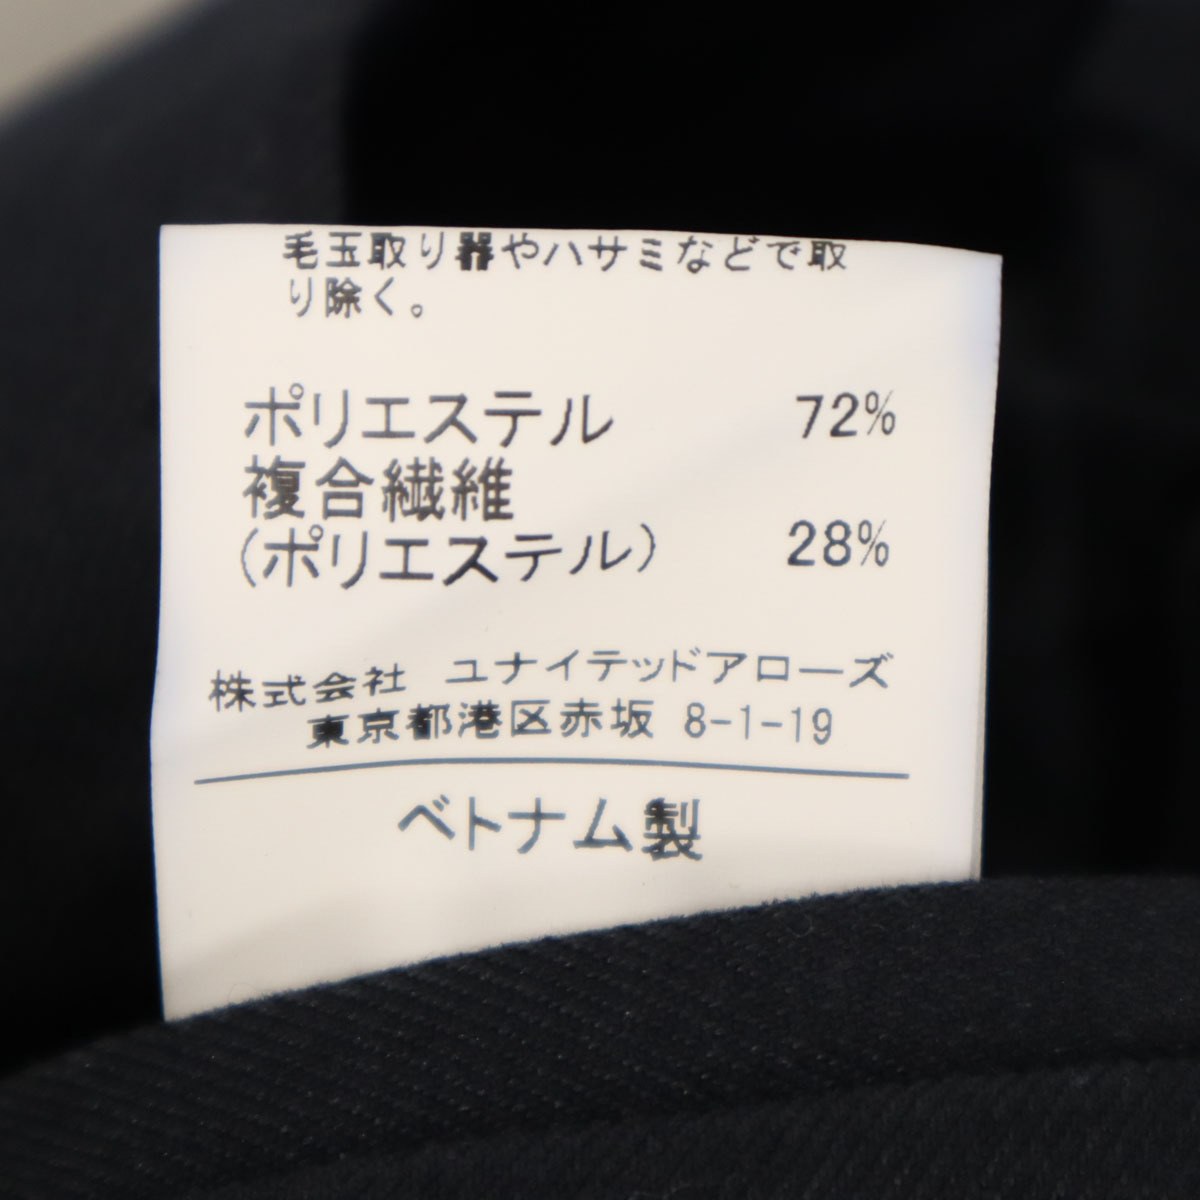 毛玉取り器やハサミなどで取
り除く。
ポリエステル 72%
複合繊維
(ポリエステル) 28%
株式会社 ユナイテッドアローズ
東京都港区赤坂 8-1-19
ベトナム製